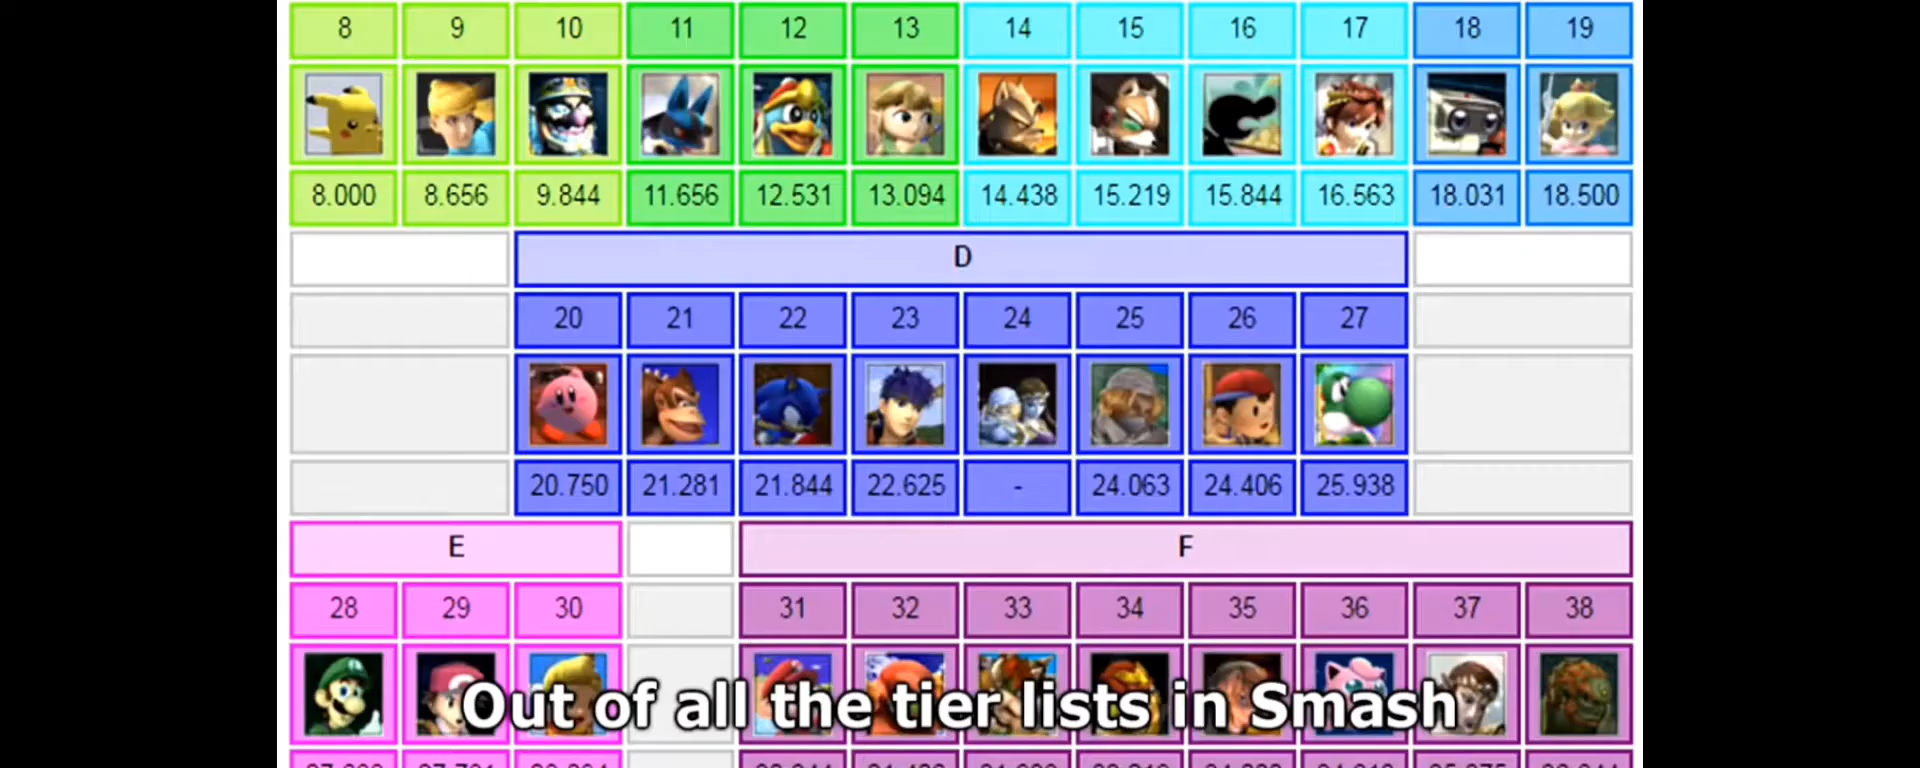 8 9 10 11 12 13 14 15 16 17 18 19
8.000 8.656 9.844 11.656 12.531 13.094 14.438 15.219 15.844 16.563 18.031 18.500
D
20 21 22 23 24 25 26 27
20.750 21.281 21.844 22.625 - 24.063 24.406 25.938
E F
28 29 30 31 32 33 34 35 36 37 38
Out of all the tier lists in Smash